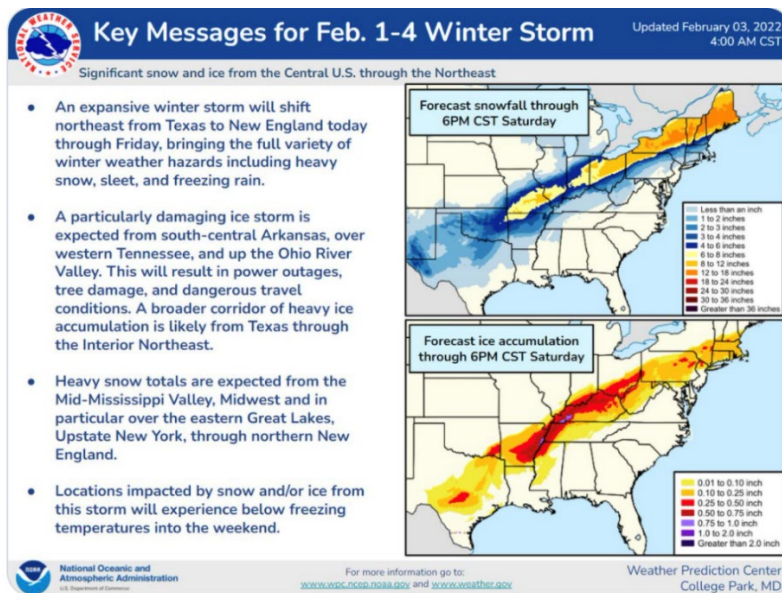 NATIONAL WEATHER SERVICE
Key Messages for Feb. 1-4 Winter Storm
Updated February 03, 2022
4:00 AM CST
Significant snow and ice from the Central U.S. through the Northeast
● An expansive winter storm will shift
northeast from Texas to New England today
through Friday, bringing the full variety of
winter weather hazards including heavy
snow, sleet, and freezing rain.
● A particularly damaging ice storm is
expected from south-central Arkansas, over
western Tennessee, and up the Ohio River
Valley. This will result in power outages,
tree damage, and dangerous travel
conditions. A broader corridor of heavy ice
accumulation is likely from Texas through
the Interior Northeast.
● Heavy snow totals are expected from the
Mid-Mississippi Valley, Midwest and in
particular over the eastern Great Lakes,
Upstate New York, through northern New
England.
● Locations impacted by snow and/or ice from
this storm will experience below freezing
temperatures into the weekend.
Forecast snowfall through
6PM CST Saturday
Less than an inch
1 to 2 inches
2 to 3 inches
3 to 4 inches
4 to 6 inches
6 to 8 inches
8 to 12 inches
12 to 18 inches
18 to 24 inches
24 to 30 inches
30 to 36 inches
Greater than 36 inches
Forecast ice accumulation
through 6PM CST Saturday
0.01 to 0.10 inch
0.10 to 0.25 inch
0.25 to 0.50 inch
0.50 to 0.75 inch
0.75 to 1.0 inch
1.0 to 2.0 inch
Greater than 2.0 inch
NOAA
National Oceanic and
Atmospheric Administration
U.S. Department of Commerce
For more information go to:
www.wpc.ncep.noaa.gov and www.weather.gov
Weather Prediction Center
College Park, MD